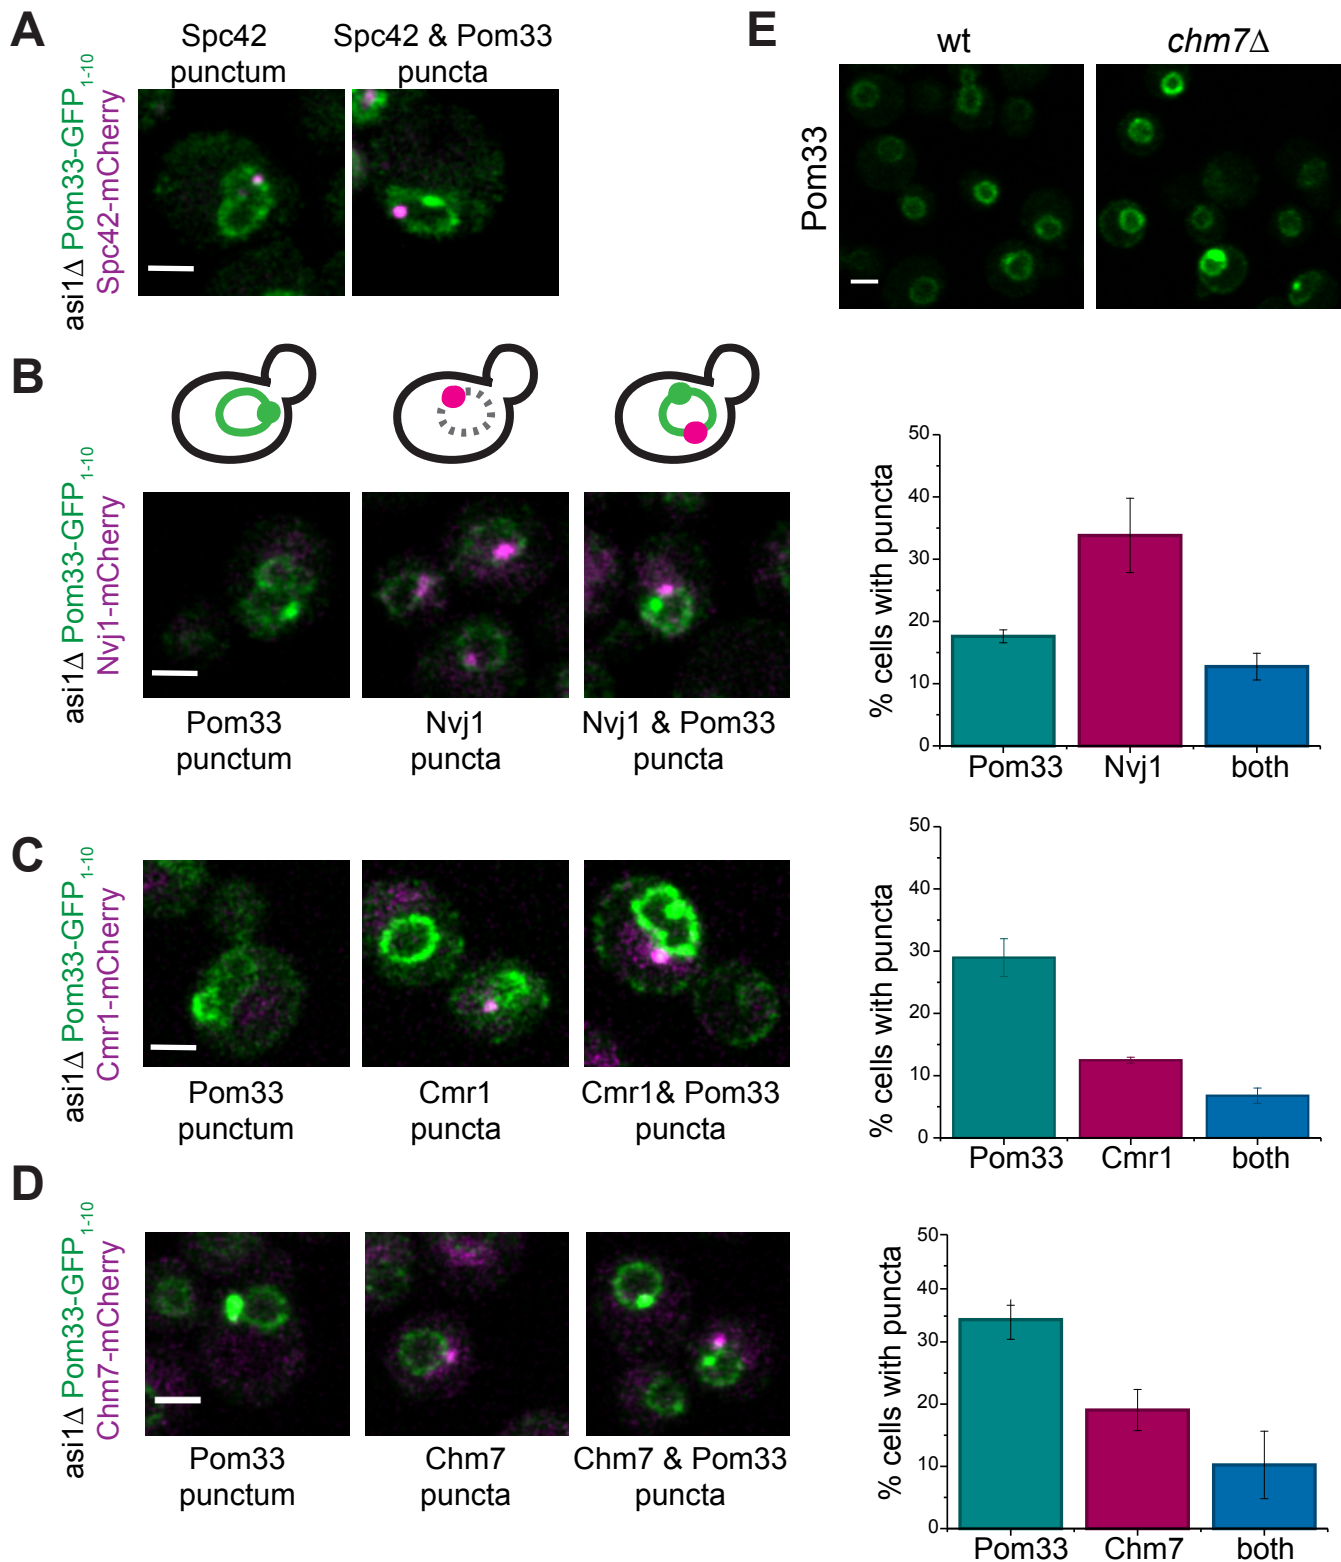 A
Spc42
punctum
Spc42 & Pom33
puncta
asi1Δ Pom33-GFP1-10
Spc42-mCherry
E
wt
chm7Δ
Pom33
B
asi1Δ Pom33-GFP1-10
Nvj1-mCherry
Pom33
punctum
Nvj1
puncta
Nvj1 & Pom33
puncta
% cells with puncta
50
40
30
20
10
0
Pom33
Nvj1
both
C
asi1Δ Pom33-GFP1-10
Cmr1-mCherry
Pom33
punctum
Cmr1
puncta
Cmr1& Pom33
puncta
% cells with puncta
50
40
30
20
10
0
Pom33
Cmr1
both
D
asi1Δ Pom33-GFP1-10
Chm7-mCherry
Pom33
punctum
Chm7
puncta
Chm7 & Pom33
puncta
% cells with puncta
50
40
30
20
10
0
Pom33
Chm7
both